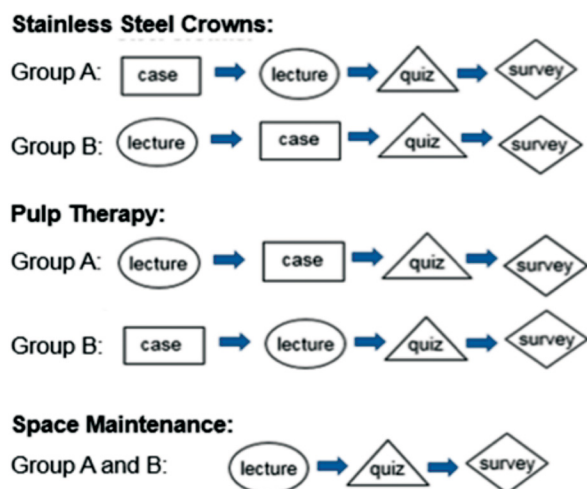 Stainless Steel Crowns:
Group A: case lecture quiz survey
Group B: lecture case quiz survey
Pulp Therapy:
Group A: lecture case quiz survey
Group B: case lecture quiz survey
Space Maintenance:
Group A and B: lecture quiz survey